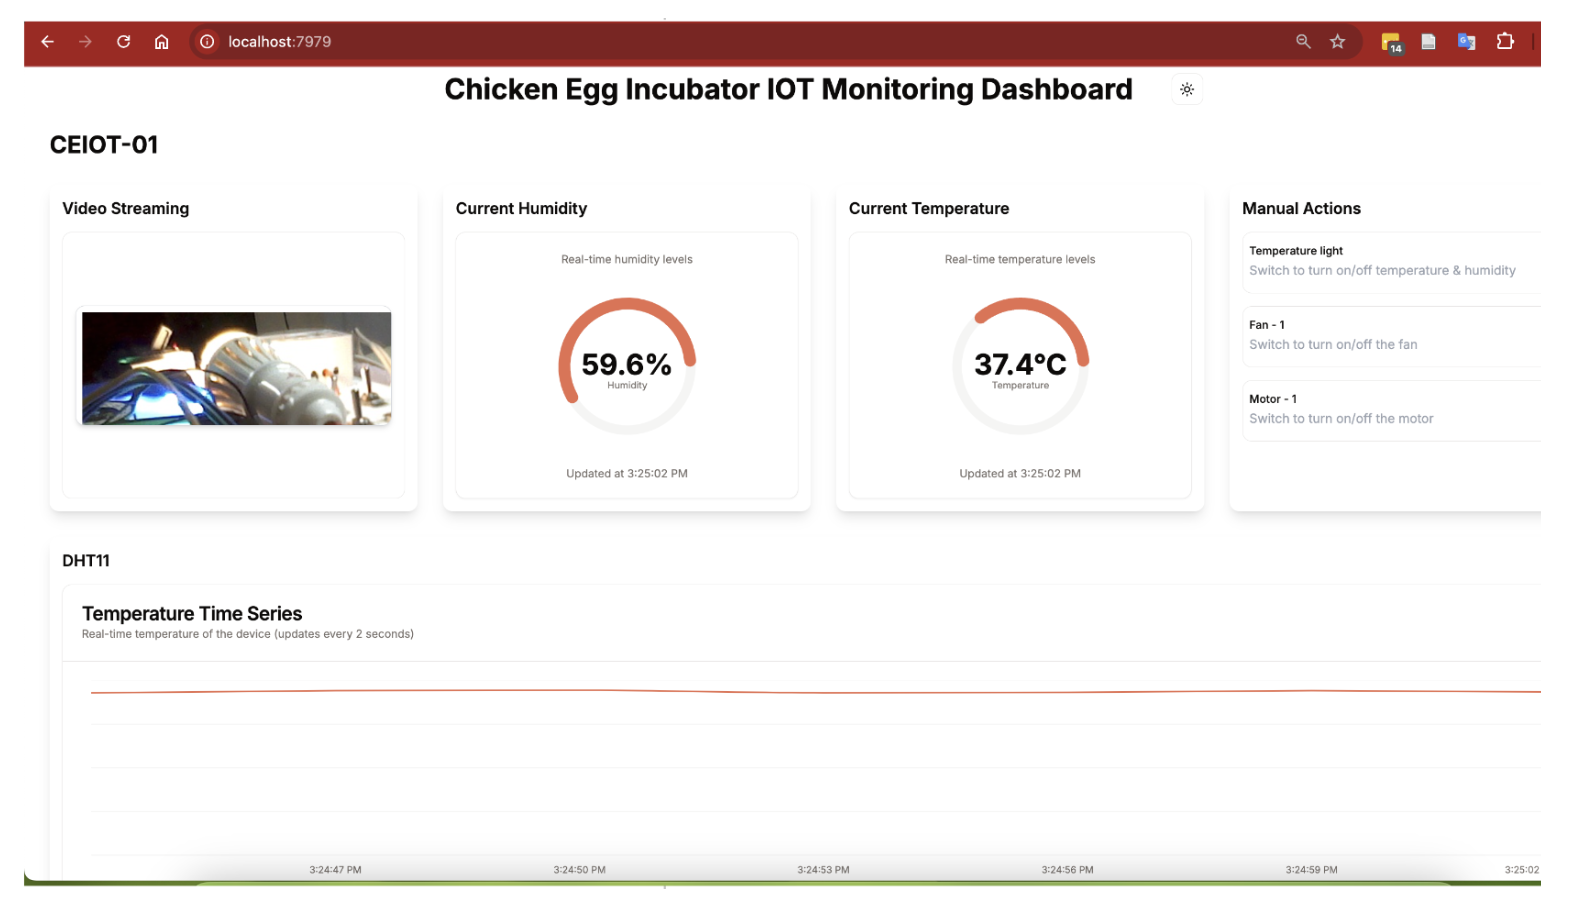 localhost:7979
14
Chicken Egg Incubator IOT Monitoring Dashboard
CEIOT-01
Video Streaming
Current Humidity
Real-time humidity levels
59.6%
Humidity
Updated at 3:25:02 PM
Current Temperature
Real-time temperature levels
37.4°C
Temperature
Updated at 3:25:02 PM
Manual Actions
Temperature light
Switch to turn on/off temperature & humidity
Fan - 1
Switch to turn on/off the fan
Motor - 1
Switch to turn on/off the motor
DHT11
Temperature Time Series
Real-time temperature of the device (updates every 2 seconds)
3:24:47 PM
3:24:50 PM
3:24:53 PM
3:24:56 PM
3:24:59 PM
3:25:02